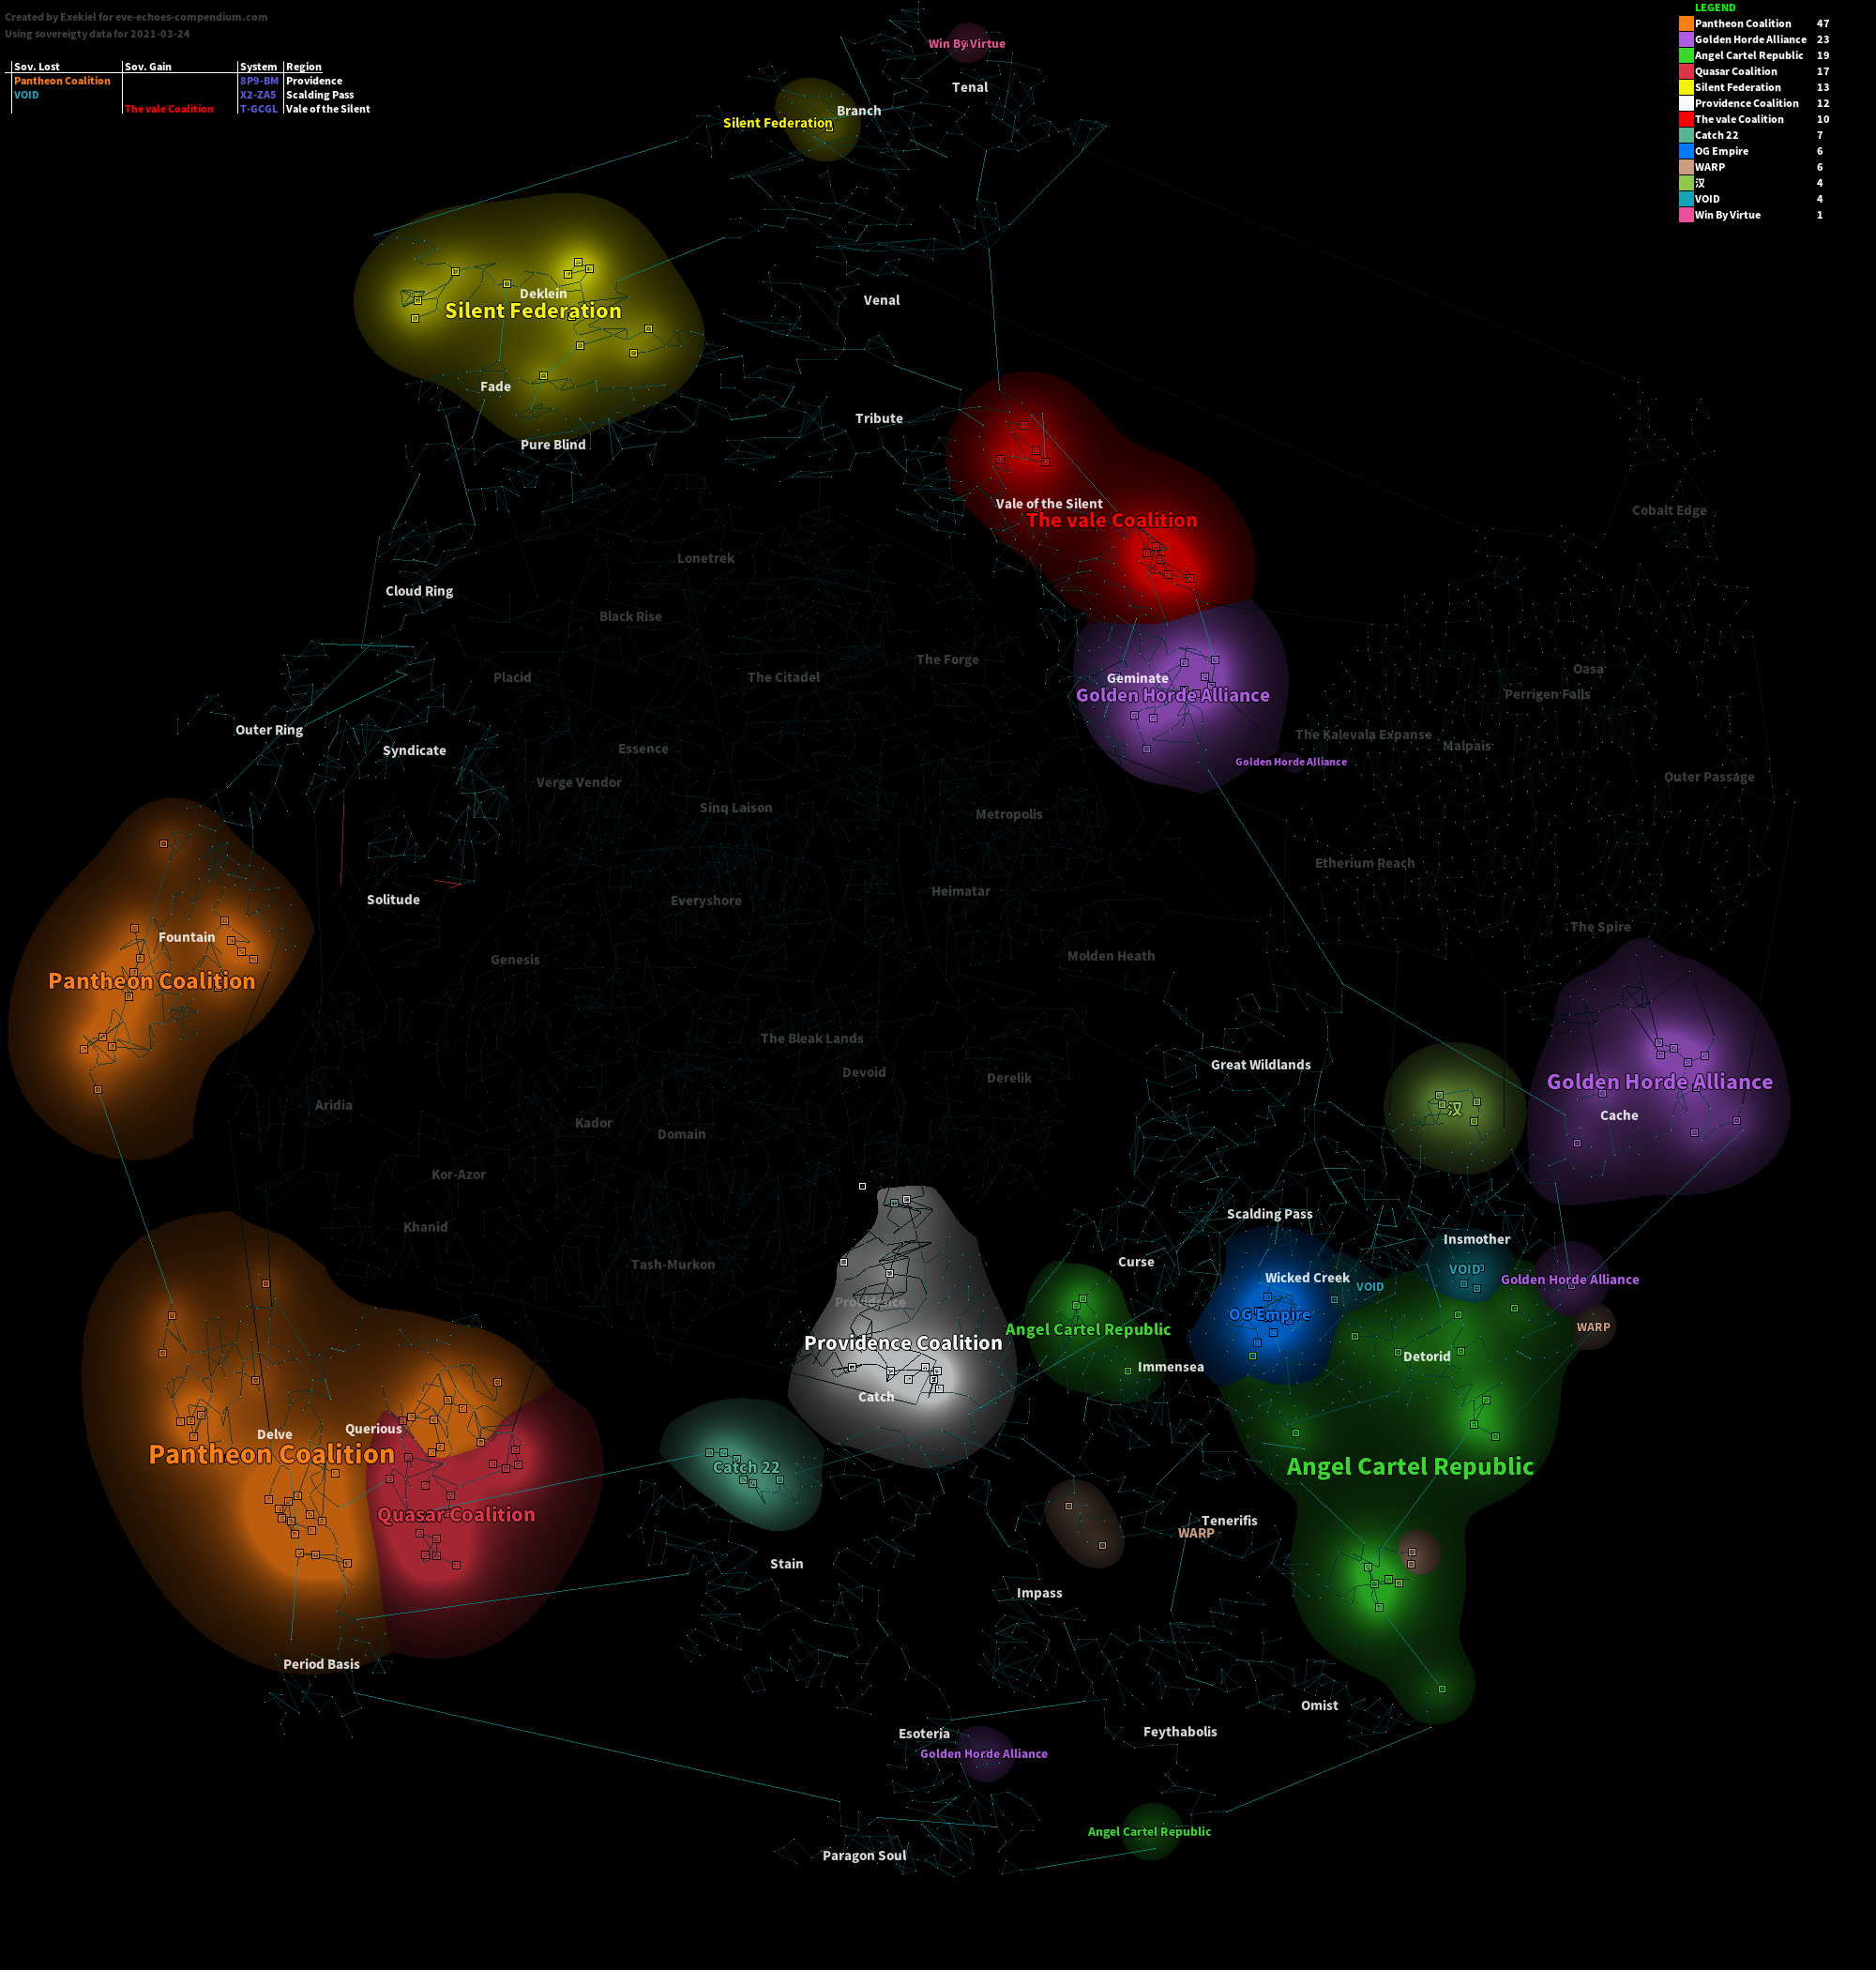 Created by Exekiel for eve-echoes-compendium.com
Using sovereigty data for 2021-03-24
Sov. Lost Sov. Gain System Region
Pantheon Coalition 8P9-BM Providence
VOID X2-ZA5 Scalding Pass
The vale Coalition T-GCGL Vale of the Silent
LEGEND
Pantheon Coalition 47
Golden Horde Alliance 23
Angel Cartel Republic 19
Quasar Coalition 17
Silent Federation 13
Providence Coalition 12
The vale Coalition 10
Catch 22 7
OG Empire 6
WARP 6
汉 4
VOID 4
Win By Virtue 1
Win By Virtue
Tenal
Branch
Silent Federation
Deklein
Silent Federation
Venal
Fade
Tribute
Pure Blind
Vale of the Silent
The vale Coalition
Cobalt Edge
Lonetrek
Cloud Ring
Black Rise
The Forge
Oasa
Placid
The Citadel
Geminate
Golden Horde Alliance
Perrigen Falls
Outer Ring
Syndicate
Essence
The Kalevala Expanse
Malpais
Golden Horde Alliance
Verge Vendor
Outer Passage
Sinq Laison
Metropolis
Etherium Reach
Solitude
Everyshore
Heimatar
The Spire
Fountain
Pantheon Coalition
Genesis
Molden Heath
The Bleak Lands
Great Wildlands
Devoid
Derelik
Golden Horde Alliance
Aridia
汉
Cache
Kador
Domain
Kor-Azor
Khanid
Scalding Pass
Insmother
Tash-Murkon
Curse
VOID
Wicked Creek
VOID
Golden Horde Alliance
Providence
OG Empire
WARP
Angel Cartel Republic
Providence Coalition
Detorid
Immensea
Catch
Querious
Delve
Pantheon Coalition
Catch 22
Angel Cartel Republic
Quasar Coalition
Tenerifis
WARP
Stain
Impass
Period Basis
Omist
Esoteria
Feythabolis
Golden Horde Alliance
Angel Cartel Republic
Paragon Soul